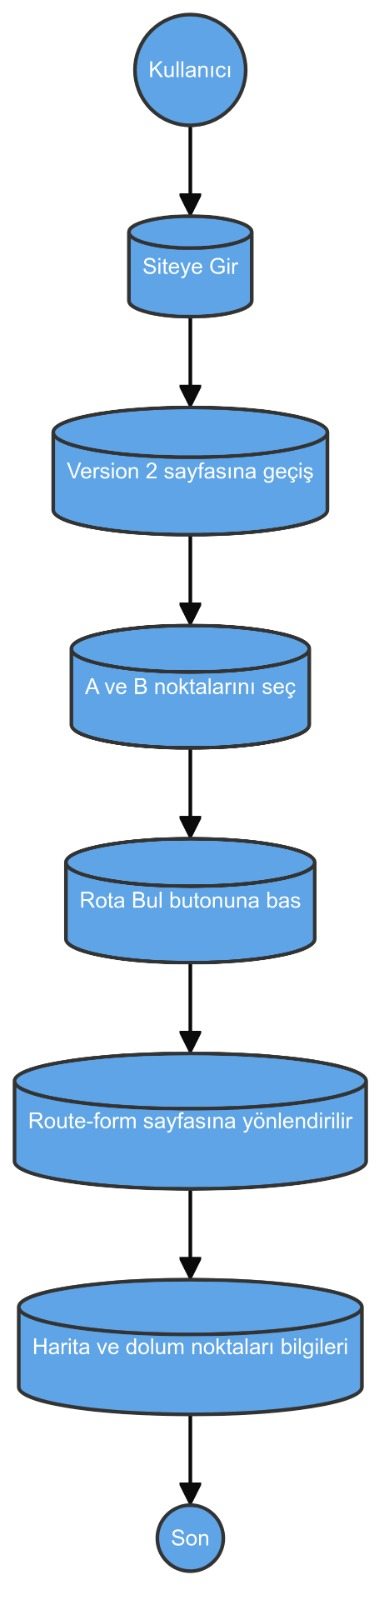 Kullanıcı
Siteye Gir
Version 2 sayfasına geçiş
A ve B noktalarını seç
Rota Bul butonuna bas
Route-form sayfasına yönlendirilir
Harita ve dolum noktaları bilgileri
Son